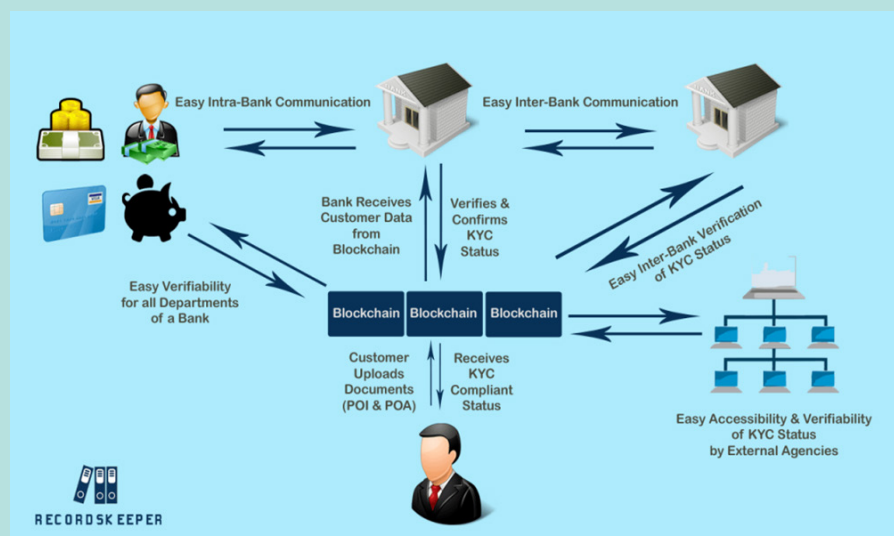 Easy Intra-Bank Communication
Easy Inter-Bank Communication
Bank Receives
Customer Data
from
Blockchain
Verifies &
Confirms
KYC
Status
Easy Inter-Bank Verification
of KYC Status
Easy Verifiability
for all Departments
of a Bank
Blockchain
Blockchain
Blockchain
Customer
Uploads
Documents
(POI & POA)
Receives
KYC
Compliant
Status
Easy Accessibility & Verifiability
of KYC Status
by External Agencies
RECORDSKEEPER